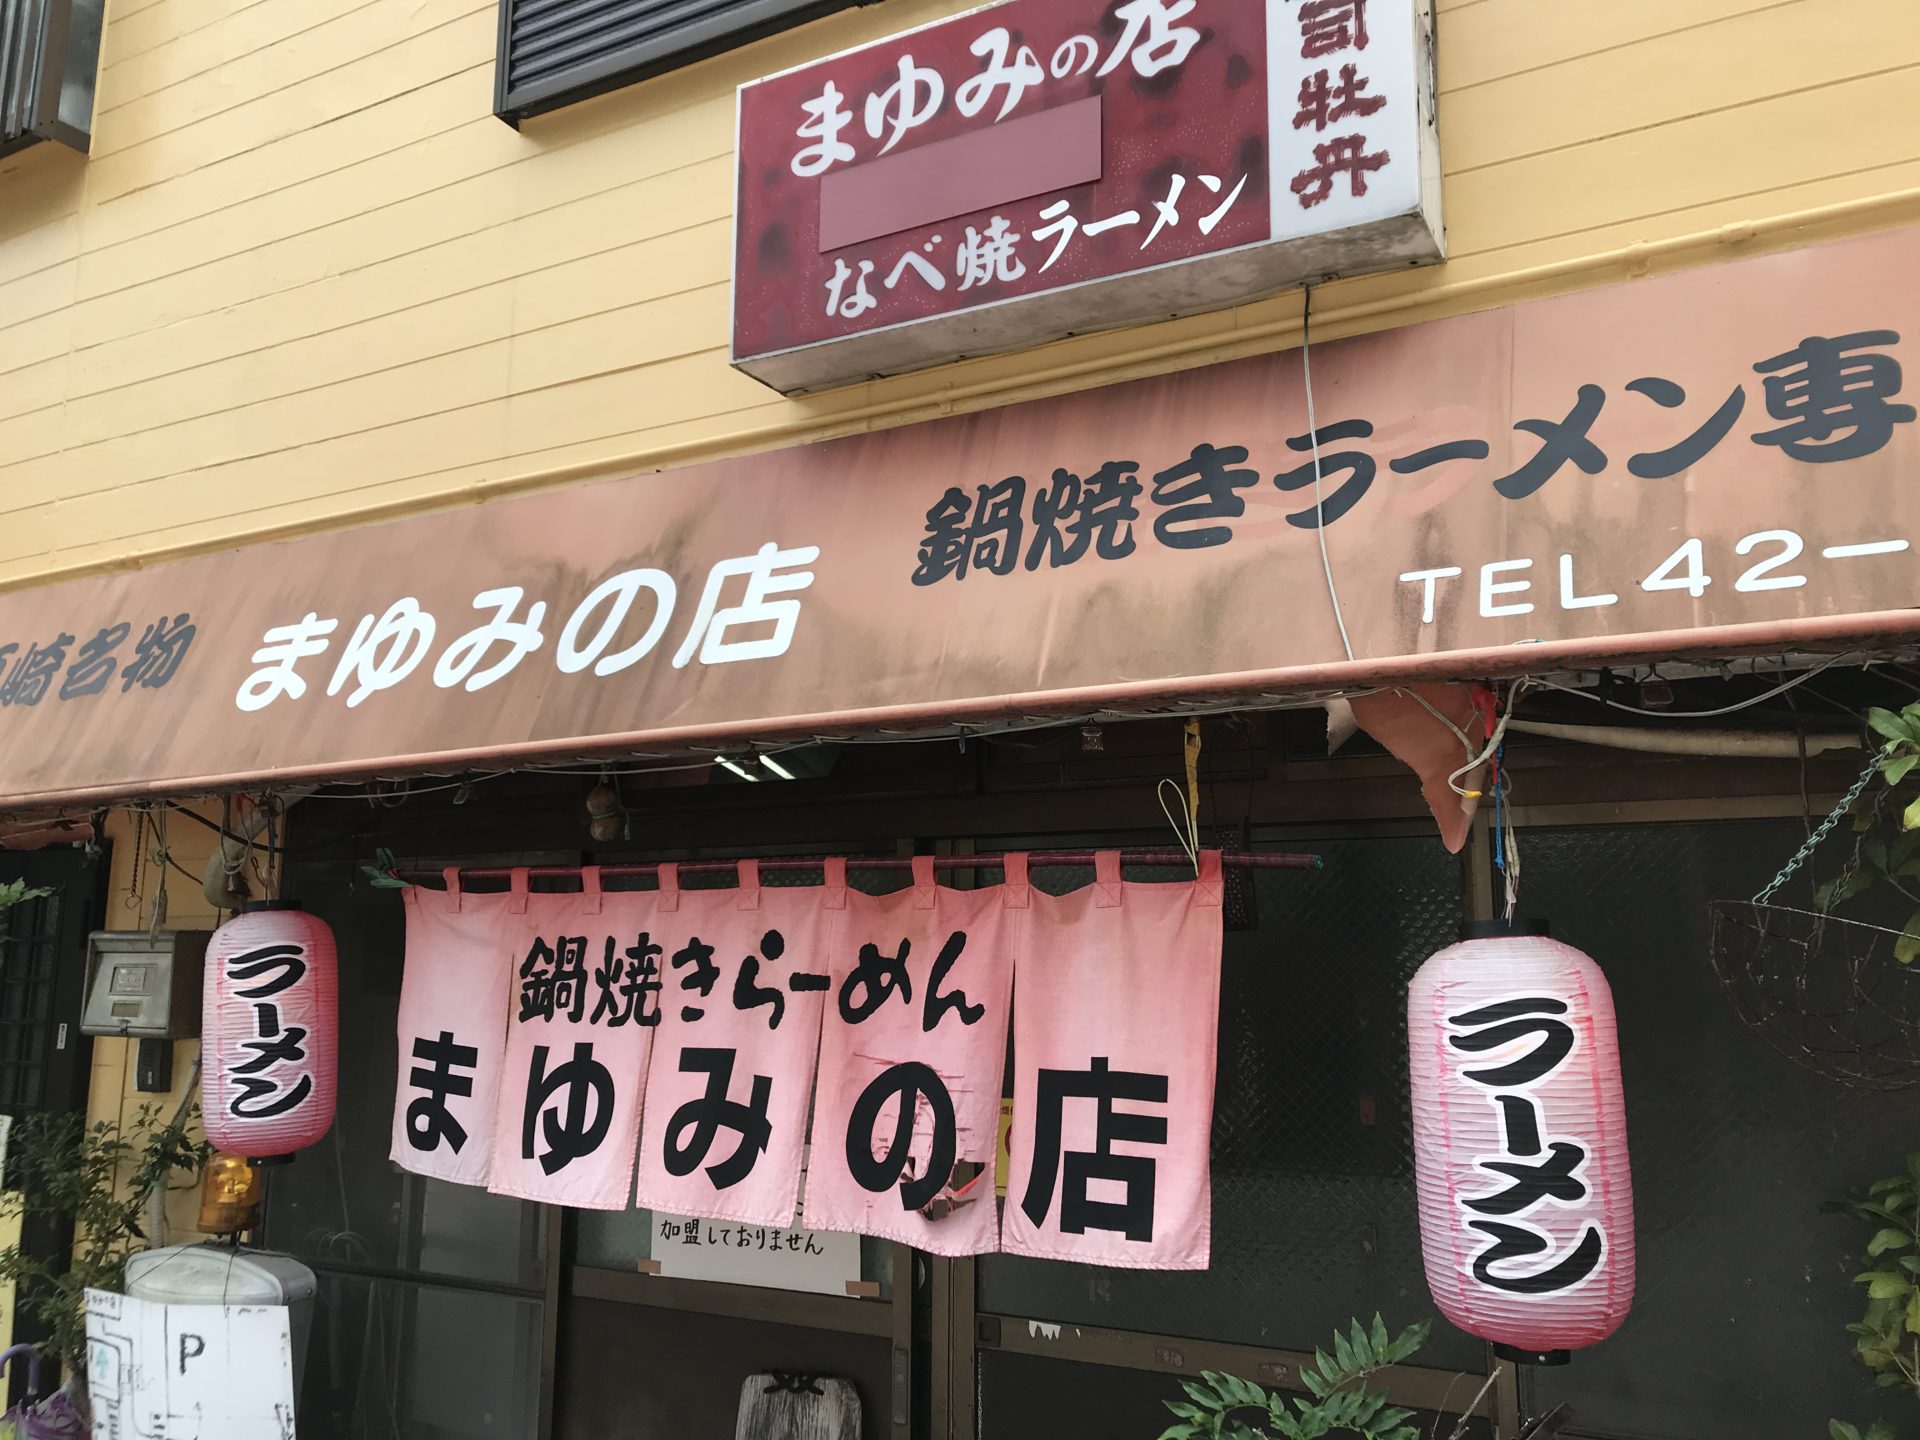 まゆみの店
なべ焼ラーメン
司牡丹
崎名物
まゆみの店
鍋焼きラーメン専
TEL42-
鍋焼きらーめん
まゆみの店
ラーメン
ラーメン
加盟しておりません
P